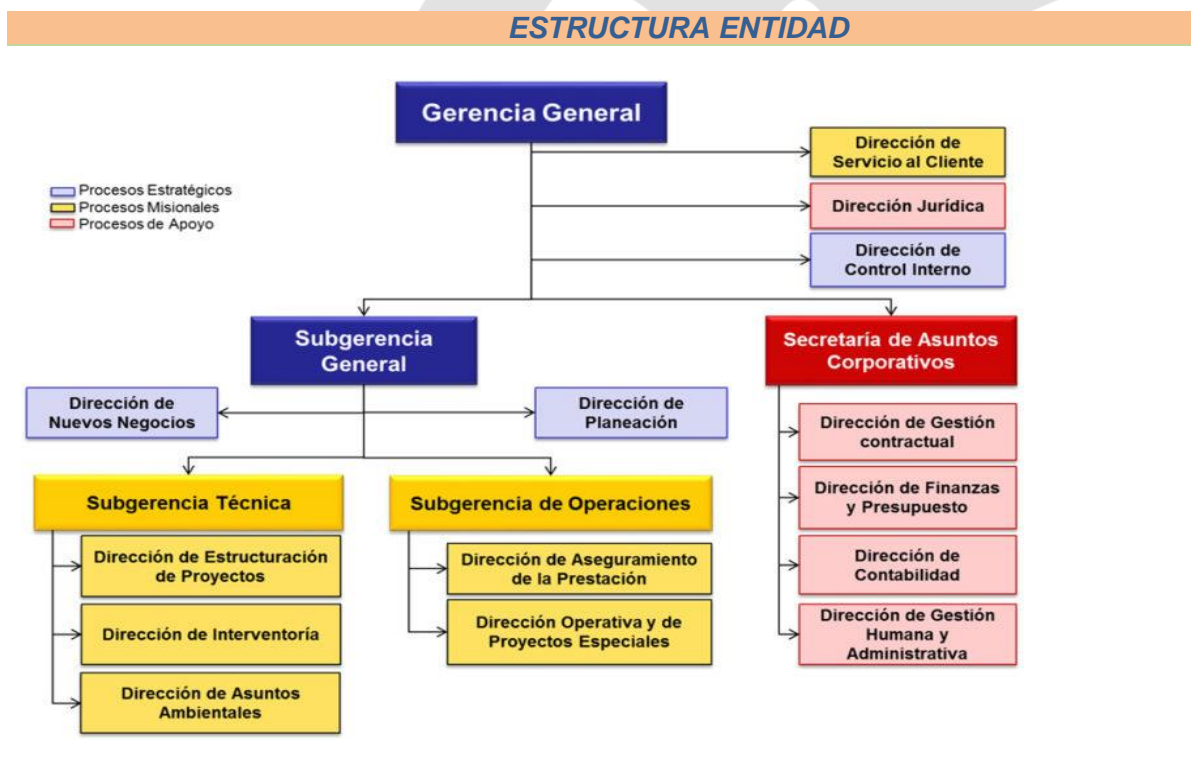 ESTRUCTURA ENTIDAD
Gerencia General
Dirección de
Servicio al Cliente
Procesos Estratégicos
Procesos Misionales
Procesos de Apoyo
Dirección Jurídica
Dirección de
Control Interno
Subgerencia
General
Secretaría de Asuntos
Corporativos
Dirección de
Nuevos Negocios
Dirección de
Planeación
Dirección de Gestión
contractual
Subgerencia Técnica
Subgerencia de Operaciones
Dirección de Finanzas
y Presupuesto
Dirección de Estructuración
de Proyectos
Dirección de Aseguramiento
de la Prestación
Dirección de
Contabilidad
Dirección de Interventoría
Dirección Operativa y de
Proyectos Especiales
Dirección de Gestión
Humana y
Administrativa
Dirección de Asuntos
Ambientales